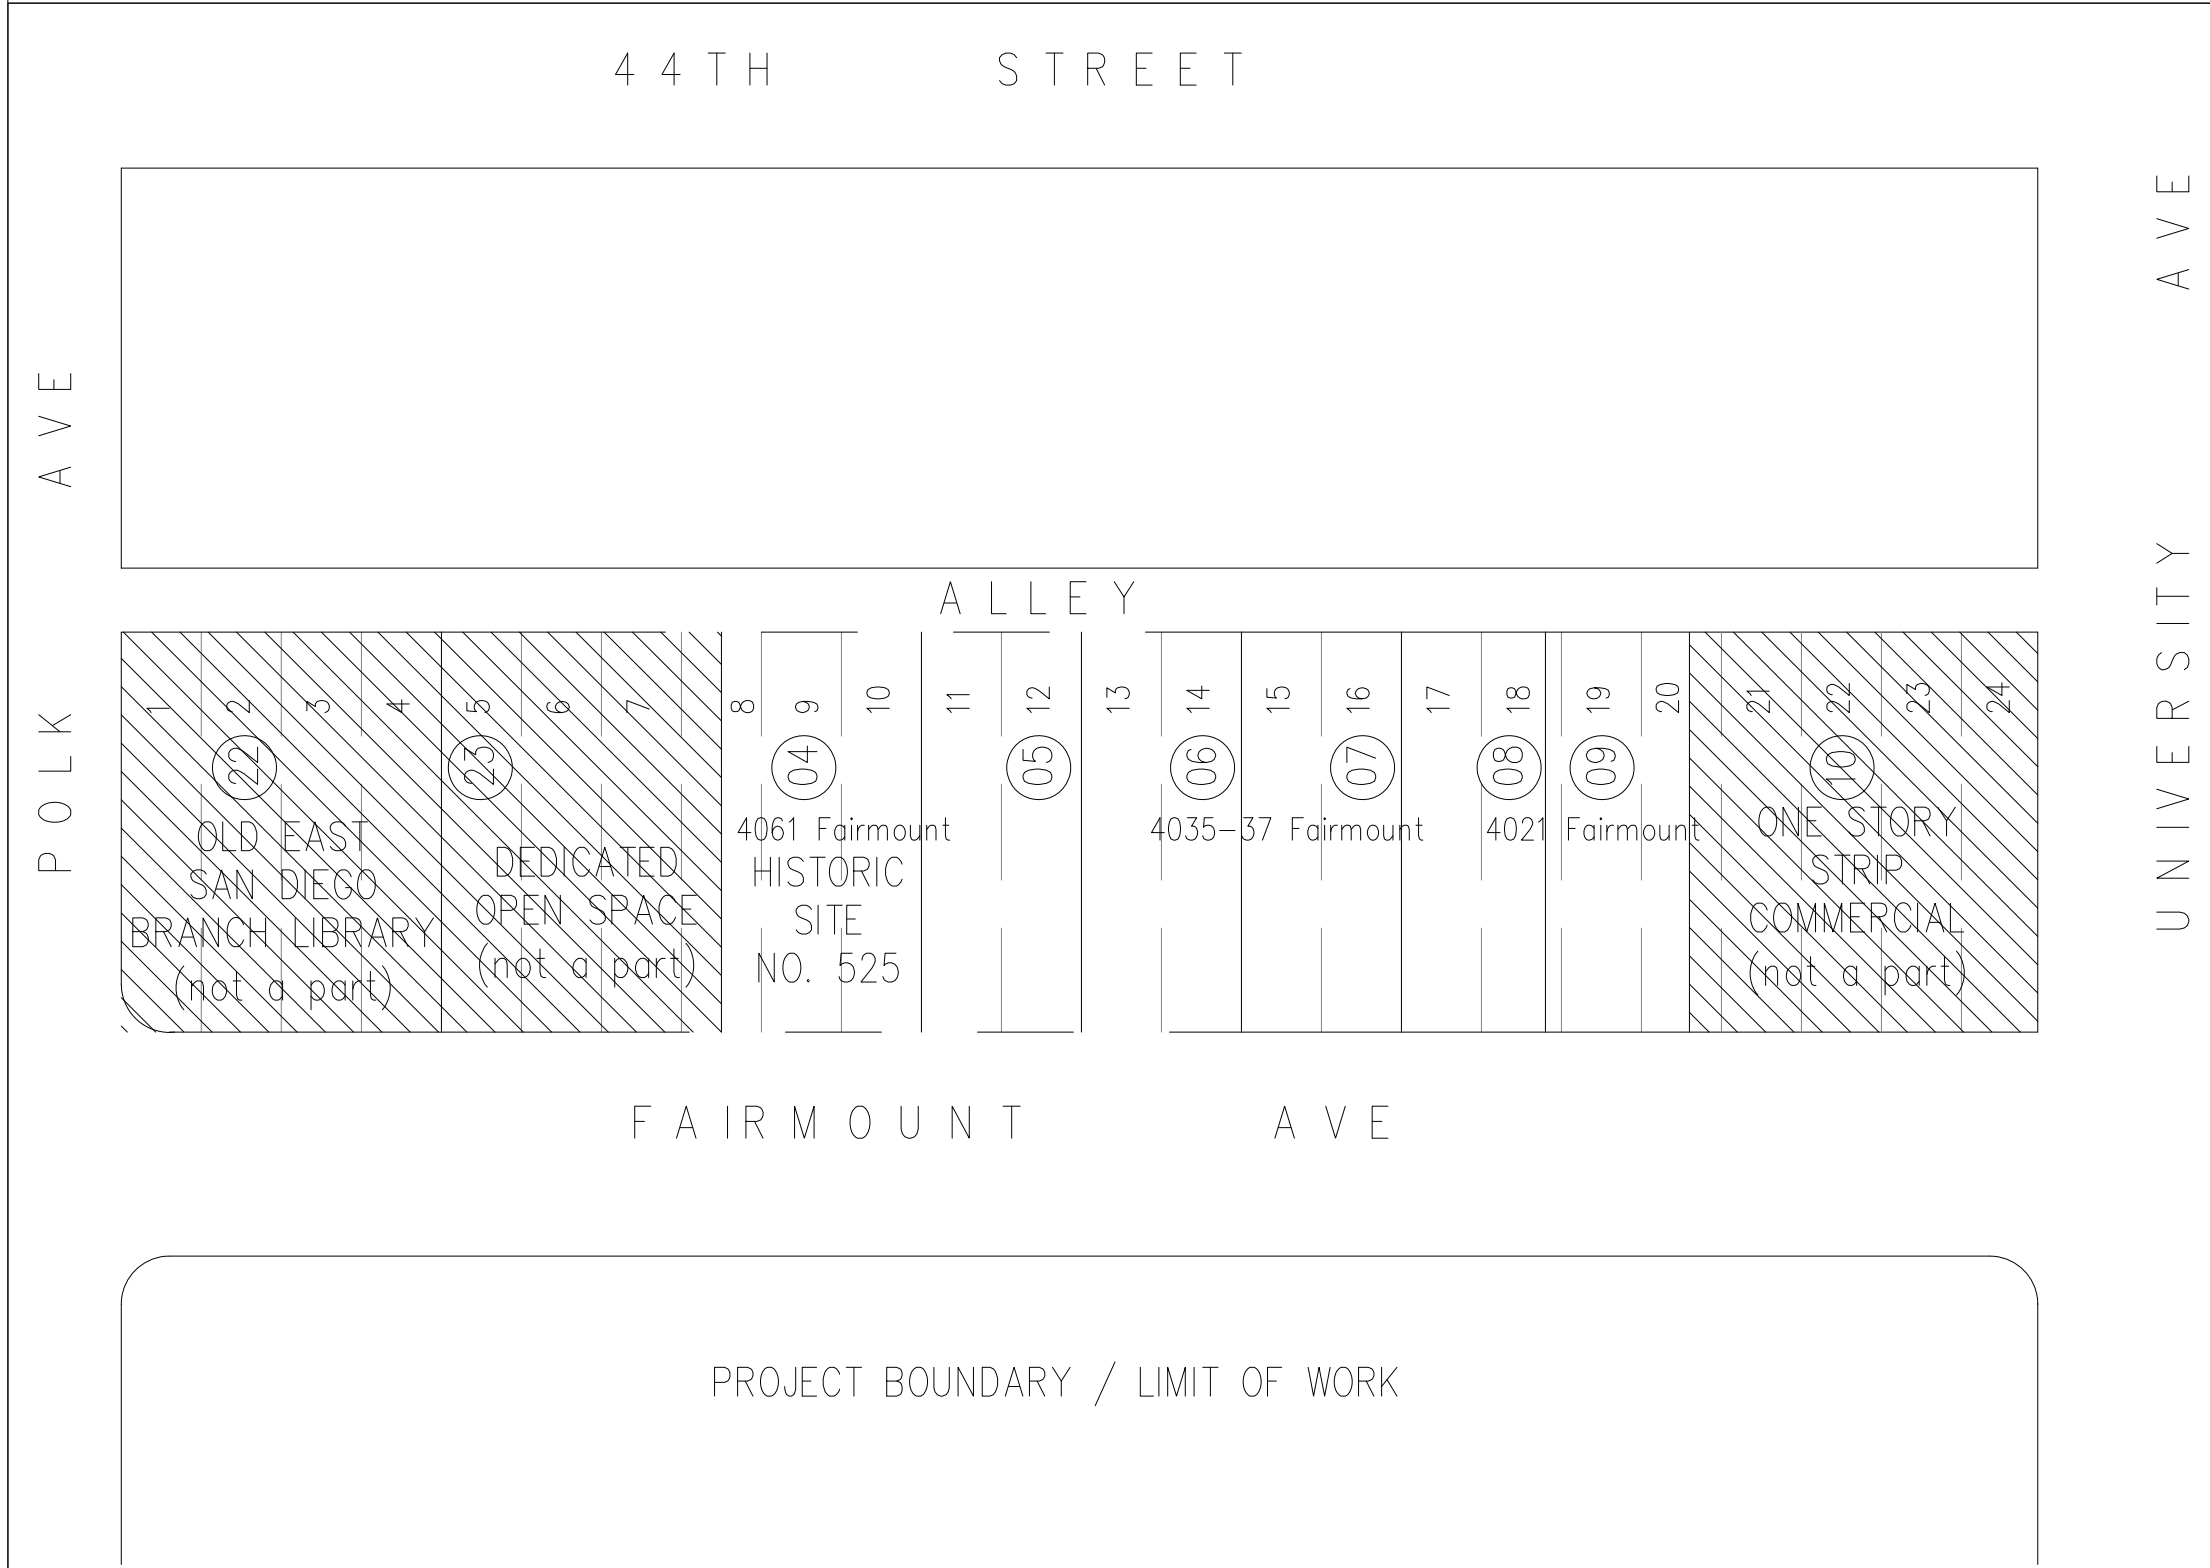 44TH STREET
POLK AVE
UNIVERSITY AVE
ALLEY
1 2 3 4 5 6 7 8 9 10 11 12 13 14 15 16 17 18 19 20 21 22 23 24
22 23 04 05 06 07 08 09 10
OLD EAST
SAN DIEGO
BRANCH LIBRARY
(not a part)
DEDICATED
OPEN SPACE
(not a part)
4061 Fairmount
HISTORIC
SITE
NO. 525
4035-37 Fairmount
4021 Fairmount
ONE STORY
STRIP
COMMERCIAL
(not a part)
FAIRMOUNT AVE
PROJECT BOUNDARY / LIMIT OF WORK